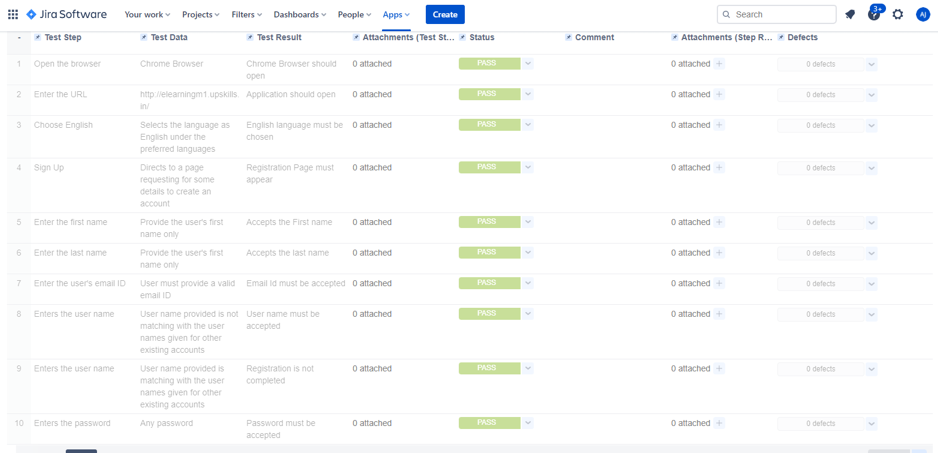 Jira Software Your work Projects Filters Dashboards People Apps Create Search 3+ AJ
- Test Step Test Data Test Result Attachments (Test St... Status Comment Attachments (Step R... Defects
1 Open the browser Chrome Browser Chrome Browser should 0 attached PASS 0 attached 0 defects
open
2 Enter the URL http://elearningm1.upskills. Application should open 0 attached PASS 0 attached 0 defects
in/
3 Choose English Selects the language as English language must be 0 attached PASS 0 attached 0 defects
English under the chosen
preferred languages
4 Sign Up Directs to a page Registration Page must 0 attached PASS 0 attached 0 defects
requesting for some appear
details to create an
account
5 Enter the first name Provide the user's first Accepts the First name 0 attached PASS 0 attached 0 defects
name only
6 Enter the last name Provide the user's first Accepts the last name 0 attached PASS 0 attached 0 defects
name only
7 Enter the user's email ID User must provide a valid Email Id must be accepted 0 attached PASS 0 attached 0 defects
email ID
8 Enters the user name User name provided is not User name must be 0 attached PASS 0 attached 0 defects
matching with the user accepted
names given for other
existing accounts
9 Enters the user name User name provided is Registration is not 0 attached PASS 0 attached 0 defects
matching with the user completed
names given for other
existing accounts
10 Enters the password Any password Password must be 0 attached PASS 0 attached 0 defects
accepted